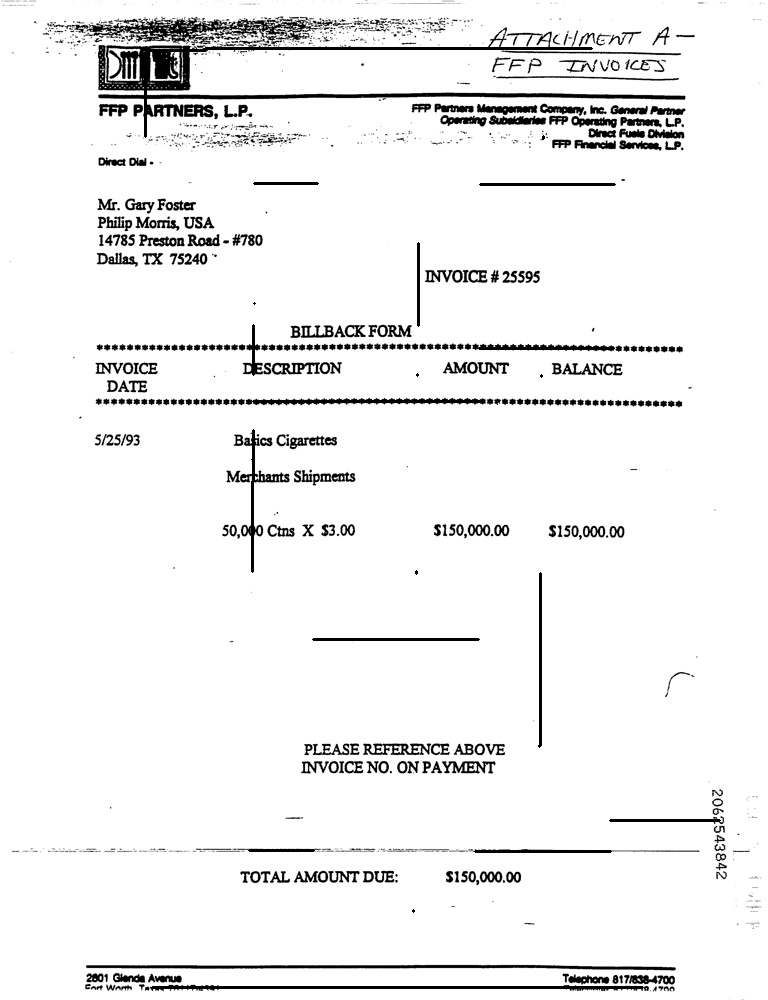 ATTACHMENT A-
FFP INVOICES
FFP PARTNERS, L.P.
FFP Partners Management Company, Inc. General Partner
Operating Subsidiaries FFP Operating Partners, L.P.
Direct Fuels Division
FFP Financial Services, L.P.
Direct Dial -
Mr. Gary Foster
Philip Morris, USA
14785 Preston Road - #780
Dallas, TX 75240
INVOICE # 25595
BILLBACK FORM
INVOICE DATE DESCRIPTION AMOUNT BALANCE
5/25/93 Basics Cigarettes
Merchants Shipments
50,000 Ctns X $3.00 $150,000.00 $150,000.00
PLEASE REFERENCE ABOVE
INVOICE NO. ON PAYMENT
2062543842
TOTAL AMOUNT DUE: $150,000.00
2801 Glenda Avenue Telephone 817/838-4700
Fort Worth, Texas